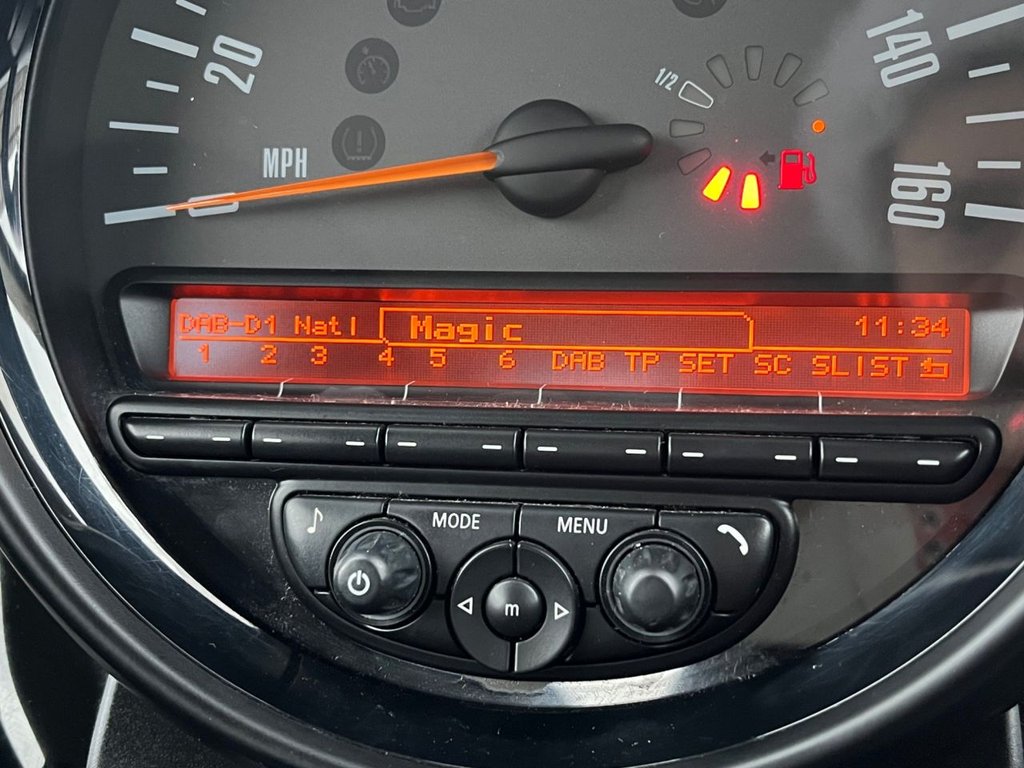 20
1/2
140
MPH
0
160
DAB-D1 Natl Magic 11:34
1 2 3 4 5 6 DAB TP SET SC SLIST
MODE MENU
m